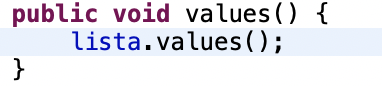 public void values() {
    lista.values();
}